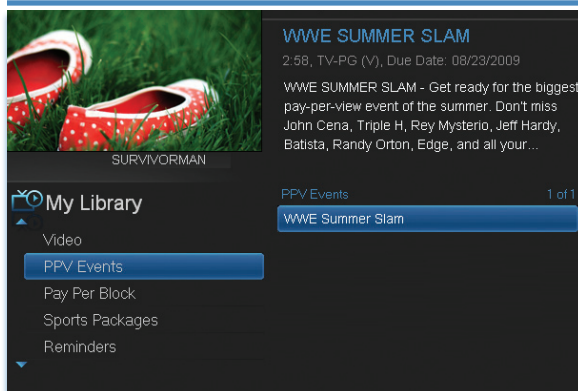 WWE SUMMER SLAM
2:58, TV-PG (V), Due Date: 08/23/2009
WWE SUMMER SLAM - Get ready for the biggest
pay-per-view event of the summer. Don't miss
John Cena, Triple H, Rey Mysterio, Jeff Hardy,
Batista, Randy Orton, Edge, and all your...
SURVIVORMAN
My Library
Video
PPV Events
Pay Per Block
Sports Packages
Reminders
PPV Events 1 of 1
WWE Summer Slam